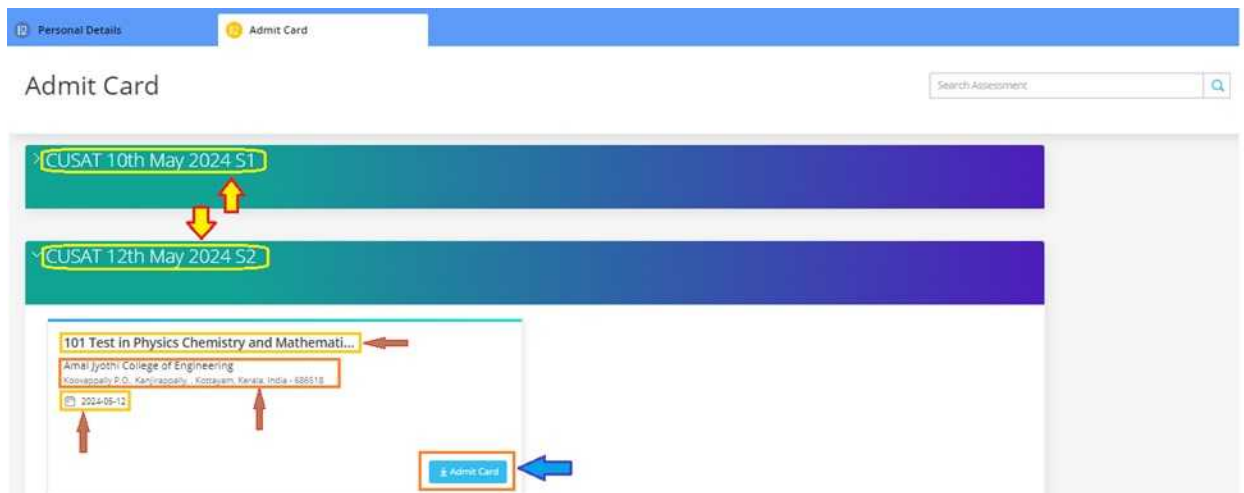 Personal Details
Admit Card
Admit Card
Search Assessment
CUSAT 10th May 2024 S1
CUSAT 12th May 2024 S2
101 Test in Physics Chemistry and Mathemati...
Amal Jyothi College of Engineering
Koovappally P.O, Kanjirappally, , Kottayam, Kerala, India - 686518
2024-05-12
Admit Card